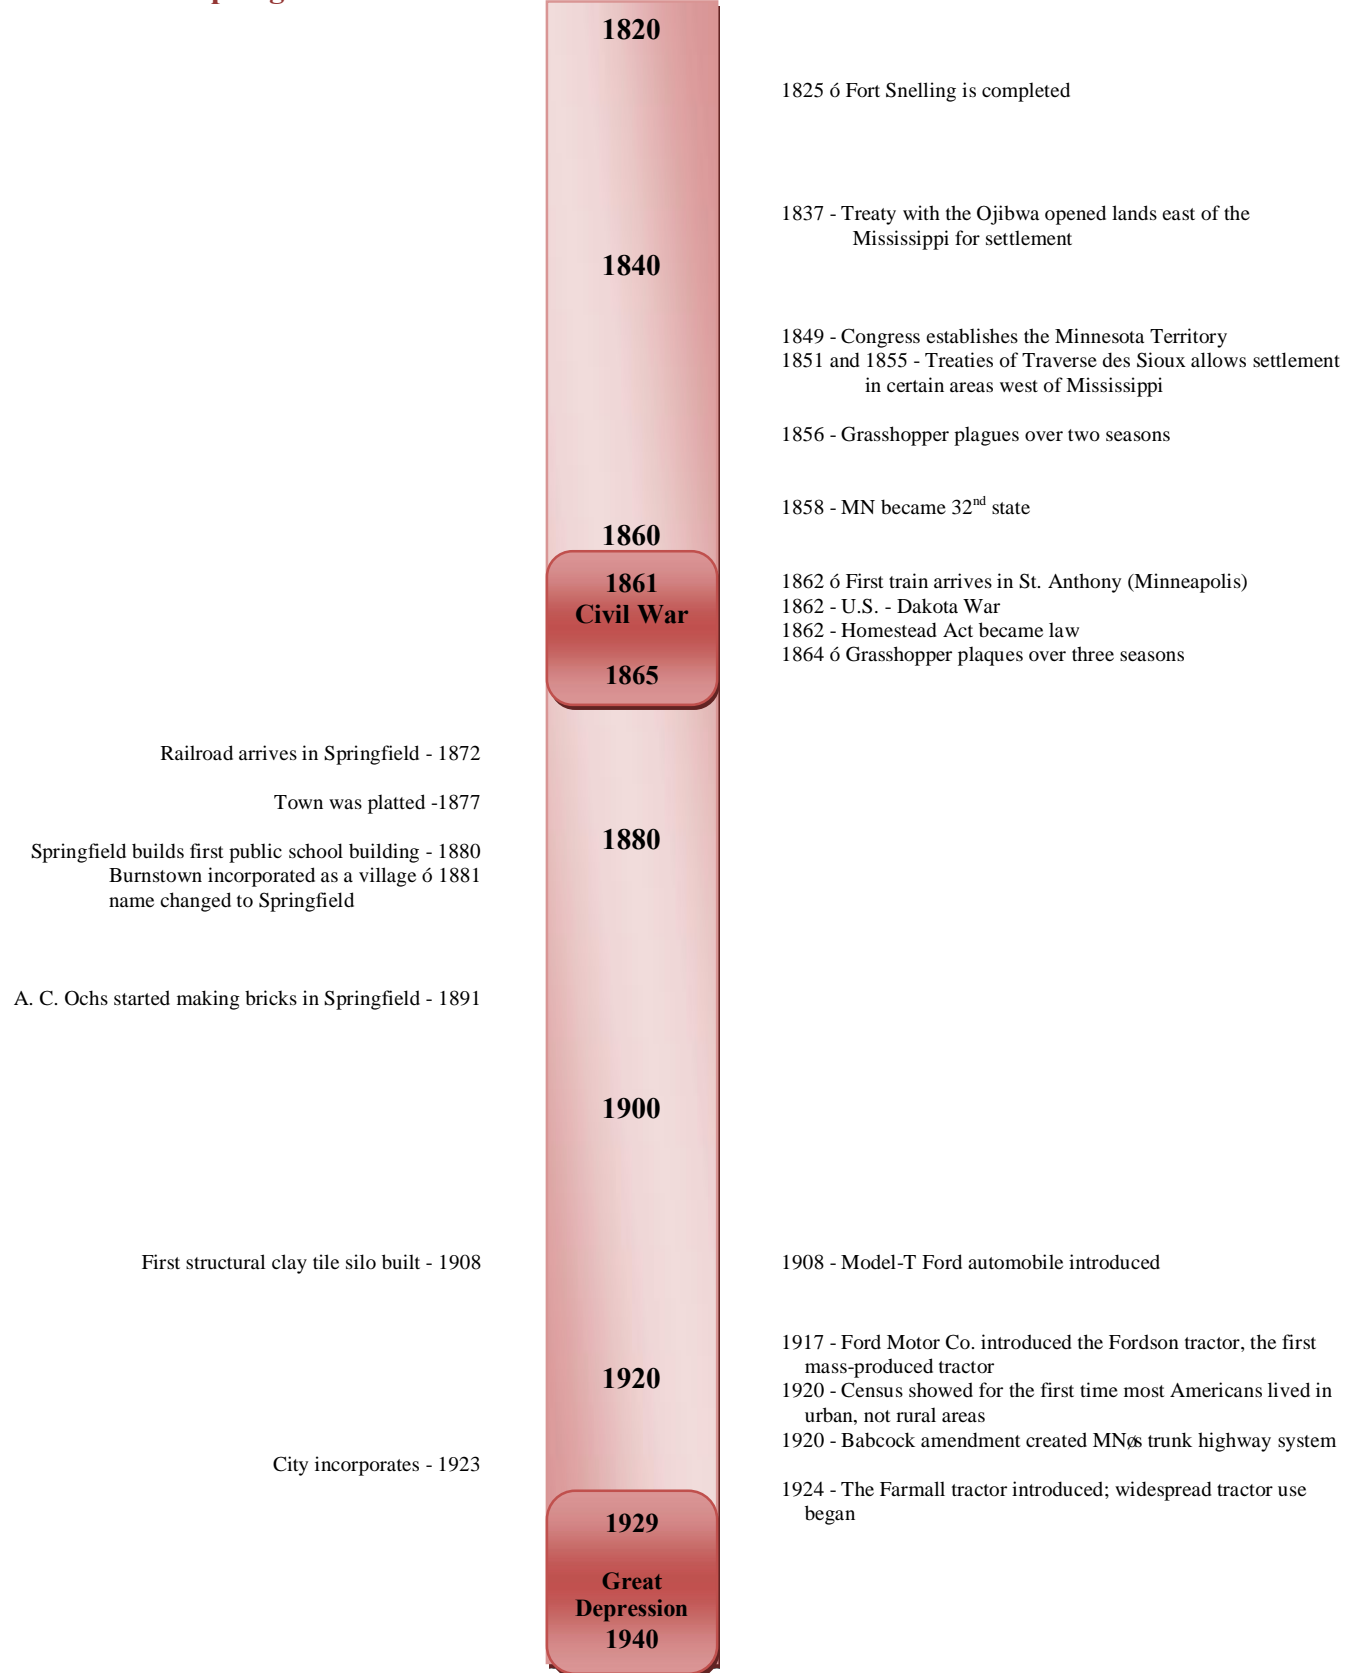 1820
1825 ó Fort Snelling is completed
1837 - Treaty with the Ojibwa opened lands east of the
Mississippi for settlement
1840
1849 - Congress establishes the Minnesota Territory
1851 and 1855 - Treaties of Traverse des Sioux allows settlement
in certain areas west of Mississippi
1856 - Grasshopper plagues over two seasons
1858 - MN became 32nd state
1860
1861
Civil War
1865
1862 ó First train arrives in St. Anthony (Minneapolis)
1862 - U.S. - Dakota War
1862 - Homestead Act became law
1864 ó Grasshopper plaques over three seasons
Railroad arrives in Springfield - 1872
Town was platted -1877
1880
Springfield builds first public school building - 1880
Burnstown incorporated as a village ó 1881
name changed to Springfield
A. C. Ochs started making bricks in Springfield - 1891
1900
First structural clay tile silo built - 1908
1908 - Model-T Ford automobile introduced
1917 - Ford Motor Co. introduced the Fordson tractor, the first
mass-produced tractor
1920
1920 - Census showed for the first time most Americans lived in
urban, not rural areas
1920 - Babcock amendment created MNøs trunk highway system
City incorporates - 1923
1924 - The Farmall tractor introduced; widespread tractor use
began
1929
Great
Depression
1940